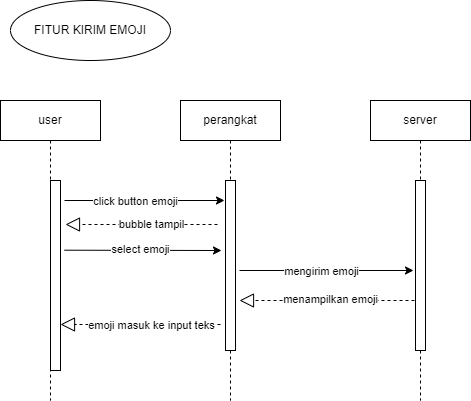 FITUR KIRIM EMOJI
user
perangkat
server
click button emoji
bubble tampil
select emoji
mengirim emoji
menampilkan emoji
emoji masuk ke input teks